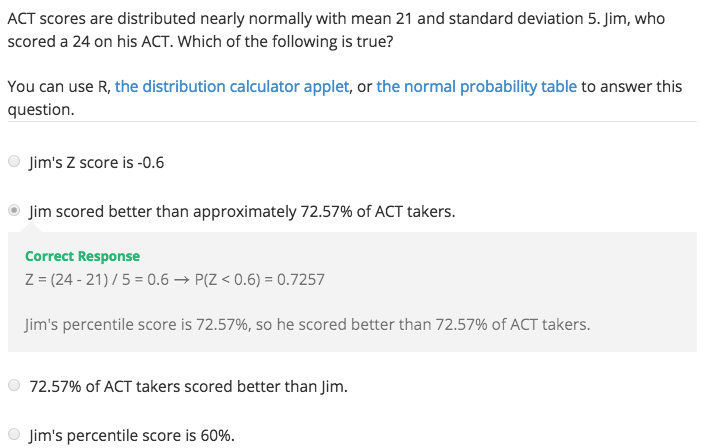 ACT scores are distributed nearly normally with mean 21 and standard deviation 5. Jim, who
scored a 24 on his ACT. Which of the following is true?
You can use R, the distribution calculator applet, or the normal probability table to answer this
question.
Jim's Z score is -0.6
Jim scored better than approximately 72.57% of ACT takers.
Correct Response
Z = (24 - 21) / 5 = 0.6 → P(Z < 0.6) = 0.7257
Jim's percentile score is 72.57%, so he scored better than 72.57% of ACT takers.
72.57% of ACT takers scored better than Jim.
Jim's percentile score is 60%.